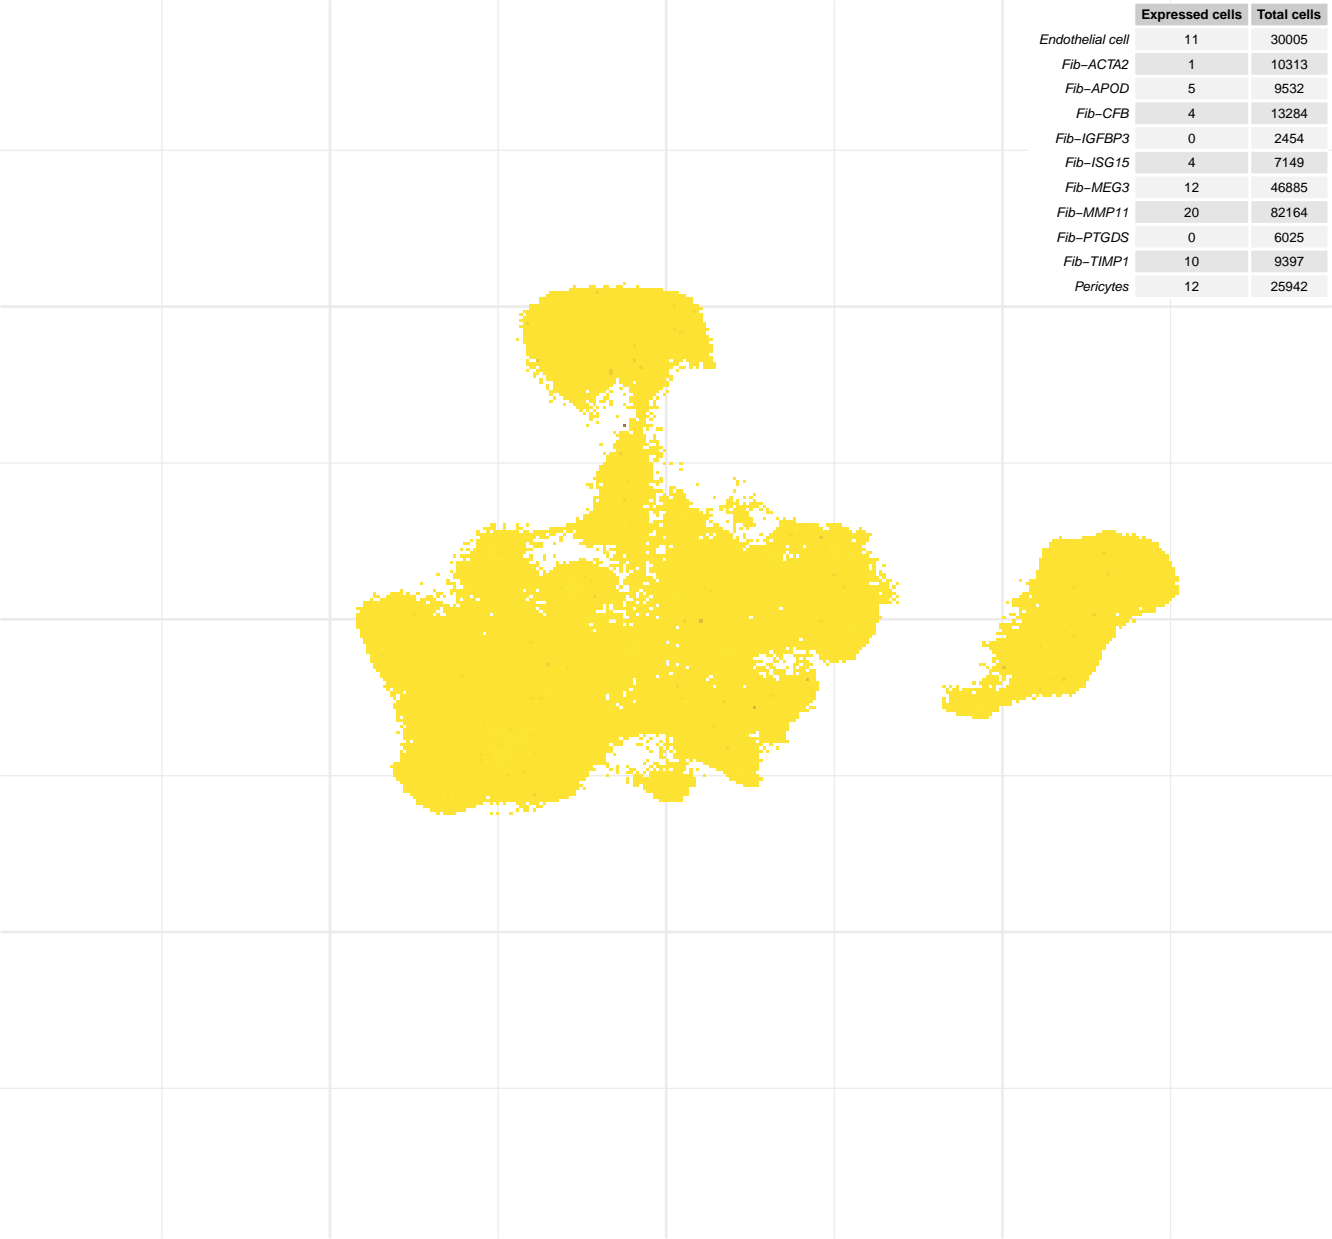 Expressed cells Total cells
Endothelial cell 11 30005
Fib−ACTA2 1 10313
Fib−APOD 5 9532
Fib−CFB 4 13284
Fib−IGFBP3 0 2454
Fib−ISG15 4 7149
Fib−MEG3 12 46885
Fib−MMP11 20 82164
Fib−PTGDS 0 6025
Fib−TIMP1 10 9397
Pericytes 12 25942